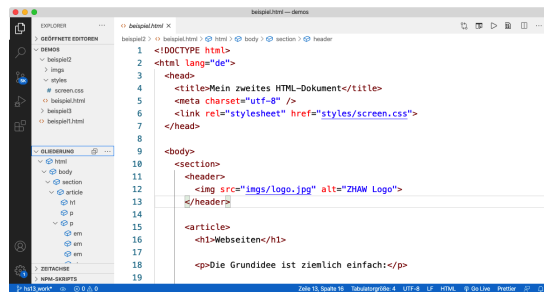 beispiel.html — demos
EXPLORER
GEÖFFNETE EDITOREN
DEMOS
beispiel2
imgs
styles
# screen.css
<> beispiel.html
beispiel3
<> beispiel1.html
GLIEDERUNG
html
body
section
article
h1
p
p
em
em
em
ZEITACHSE
NPM-SKRIPTS
<> beispiel.html ×
beispiel2 > <> beispiel.html > html > body > section > header
1 <!DOCTYPE html>
2 <html lang="de">
3 <head>
4 <title>Mein zweites HTML-Dokument</title>
5 <meta charset="utf-8" />
6 <link rel="stylesheet" href="styles/screen.css">
7 </head>
8
9 <body>
10 <section>
11 <header>
12 <img src="imgs/logo.jpg" alt="ZHAW Logo">
13 </header>
14
15 <article>
16 <h1>Webseiten</h1>
17
18 <p>Die Grundidee ist ziemlich einfach:</p>
19
hs13_work* 0 0 Zeile 13, Spalte 16 Tabulatorgröße: 4 UTF-8 LF HTML Go Live Prettier